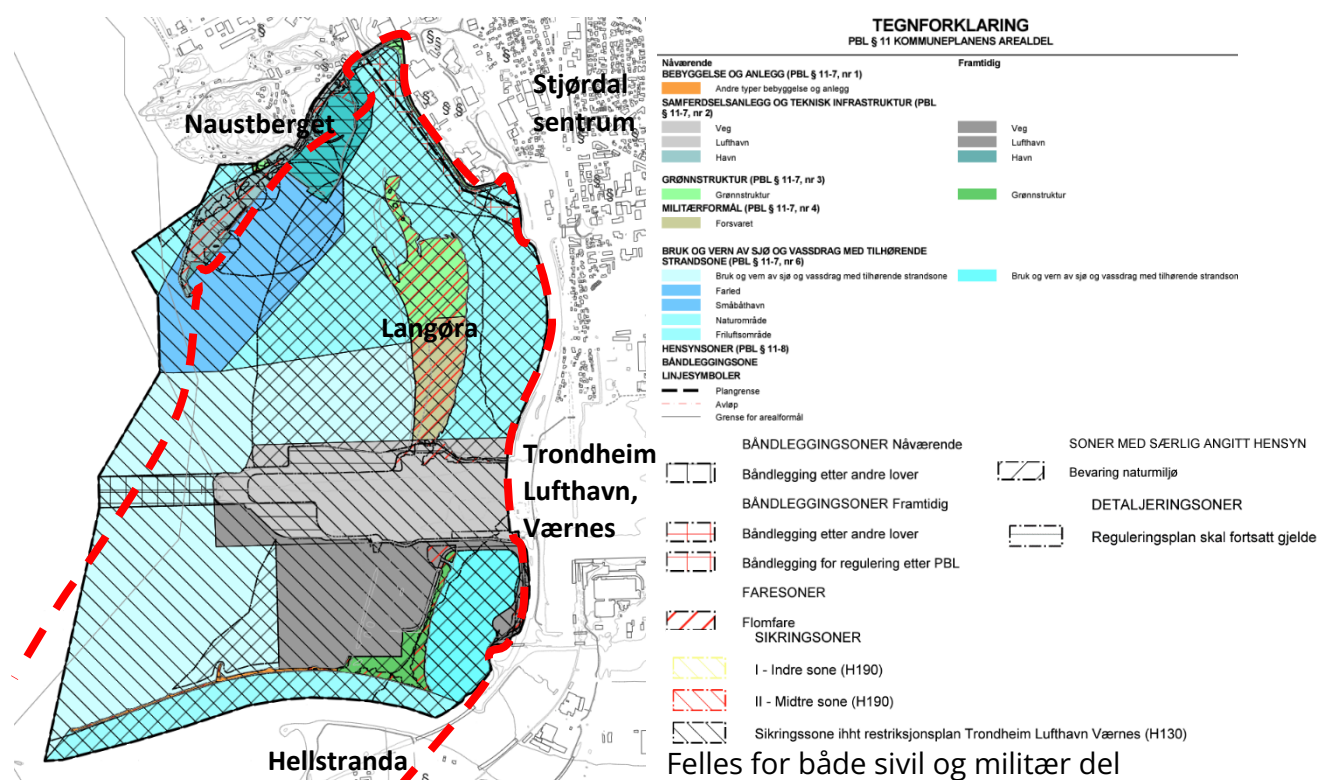 Naustberget
Stjørdal
sentrum
Langøra
Trondheim
Lufthavn,
Værnes
Hellstranda
TEGNFORKLARING
PBL § 11 KOMMUNEPLANENS AREALDEL
Nåværende Framtidig
BEBYGGELSE OG ANLEGG (PBL § 11-7, nr 1)
Andre typer bebyggelse og anlegg
SAMFERDSELSANLEGG OG TEKNISK INFRASTRUKTUR (PBL
§ 11-7, nr 2)
Veg Veg
Lufthavn Lufthavn
Havn Havn
GRØNNSTRUKTUR (PBL § 11-7, nr 3)
Grønnstruktur Grønnstruktur
MILITÆRFORMÅL (PBL § 11-7, nr 4)
Forsvaret
BRUK OG VERN AV SJØ OG VASSDRAG MED TILHØRENDE
STRANDSONE (PBL § 11-7, nr 6)
Bruk og vern av sjø og vassdrag med tilhørende strandsone Bruk og vern av sjø og vassdrag med tilhørende strandson
Farled
Småbåthavn
Naturområde
Friluftsområde
HENSYNSONER (PBL § 11-8)
BÅNDLEGGINGSONE
LINJESYMBOLER
Plangrense
Avløp
Grense for arealformål
BÅNDLEGGINGSONER Nåværende SONER MED SÆRLIG ANGITT HENSYN
Båndlegging etter andre lover Bevaring naturmiljø
BÅNDLEGGINGSONER Framtidig DETALJERINGSONER
Båndlegging etter andre lover Reguleringsplan skal fortsatt gjelde
Båndlegging for regulering etter PBL
FARESONER
Flomfare
SIKRINGSONER
I - Indre sone (H190)
II - Midtre sone (H190)
Sikringssone ihht restriksjonsplan Trondheim Lufthavn Værnes (H130)
Felles for både sivil og militær del